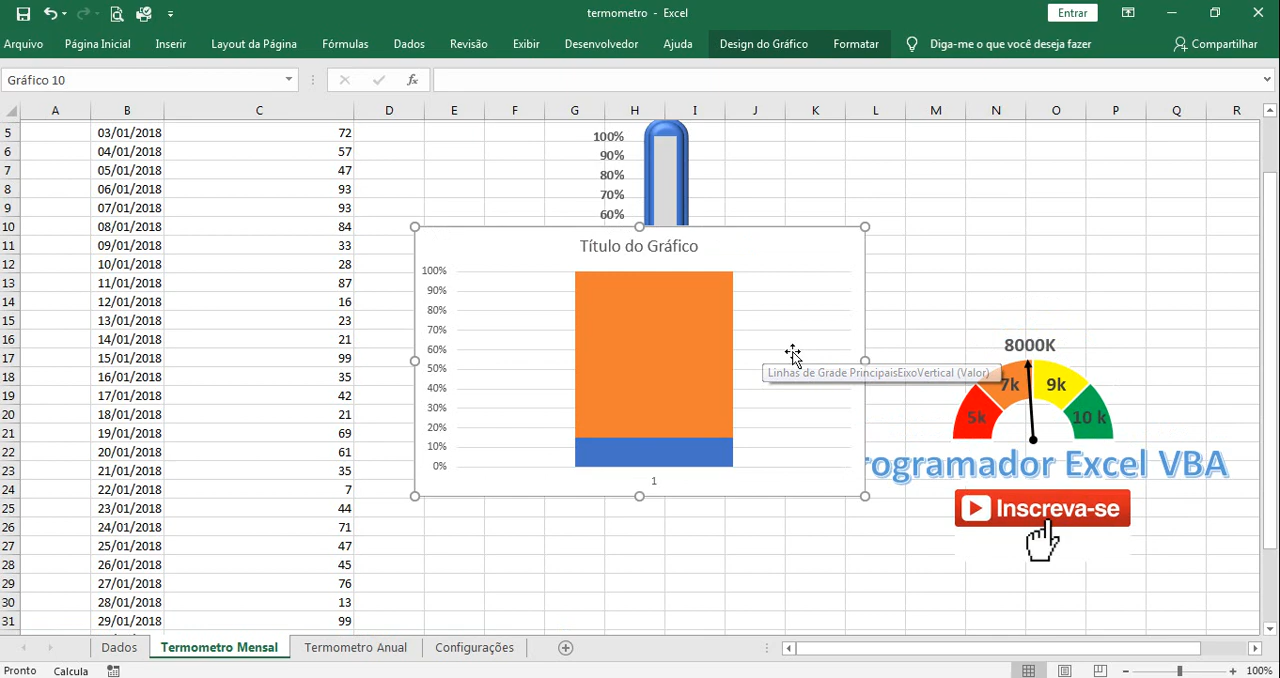 termometro - Excel
Entrar
Arquivo Página Inicial Inserir Layout da Página Fórmulas Dados Revisão Exibir Desenvolvedor Ajuda Design do Gráfico Formatar Diga-me o que você deseja fazer Compartilhar
Gráfico 10
fx
A B C D E F G H I J K L M N O P Q R
5 03/01/2018 72
6 04/01/2018 57
7 05/01/2018 47
8 06/01/2018 93
9 07/01/2018 93
10 08/01/2018 84
11 09/01/2018 33
12 10/01/2018 28
13 11/01/2018 87
14 12/01/2018 16
15 13/01/2018 23
16 14/01/2018 21
17 15/01/2018 99
18 16/01/2018 35
19 17/01/2018 42
20 18/01/2018 21
21 19/01/2018 69
22 20/01/2018 61
23 21/01/2018 35
24 22/01/2018 7
25 23/01/2018 44
26 24/01/2018 71
27 25/01/2018 47
28 26/01/2018 45
29 27/01/2018 76
30 28/01/2018 13
31 29/01/2018 99
100%
90%
80%
70%
60%
Título do Gráfico
100%
90%
80%
70%
60%
50%
40%
30%
20%
10%
0%
1
Linhas de Grade PrincipaisEixoVertical (Valor)
8000K
5k 7k 9k 10 k
rogramador Excel VBA
Inscreva-se
Dados Termometro Mensal Termometro Anual Configurações
Pronto Calcula 100%